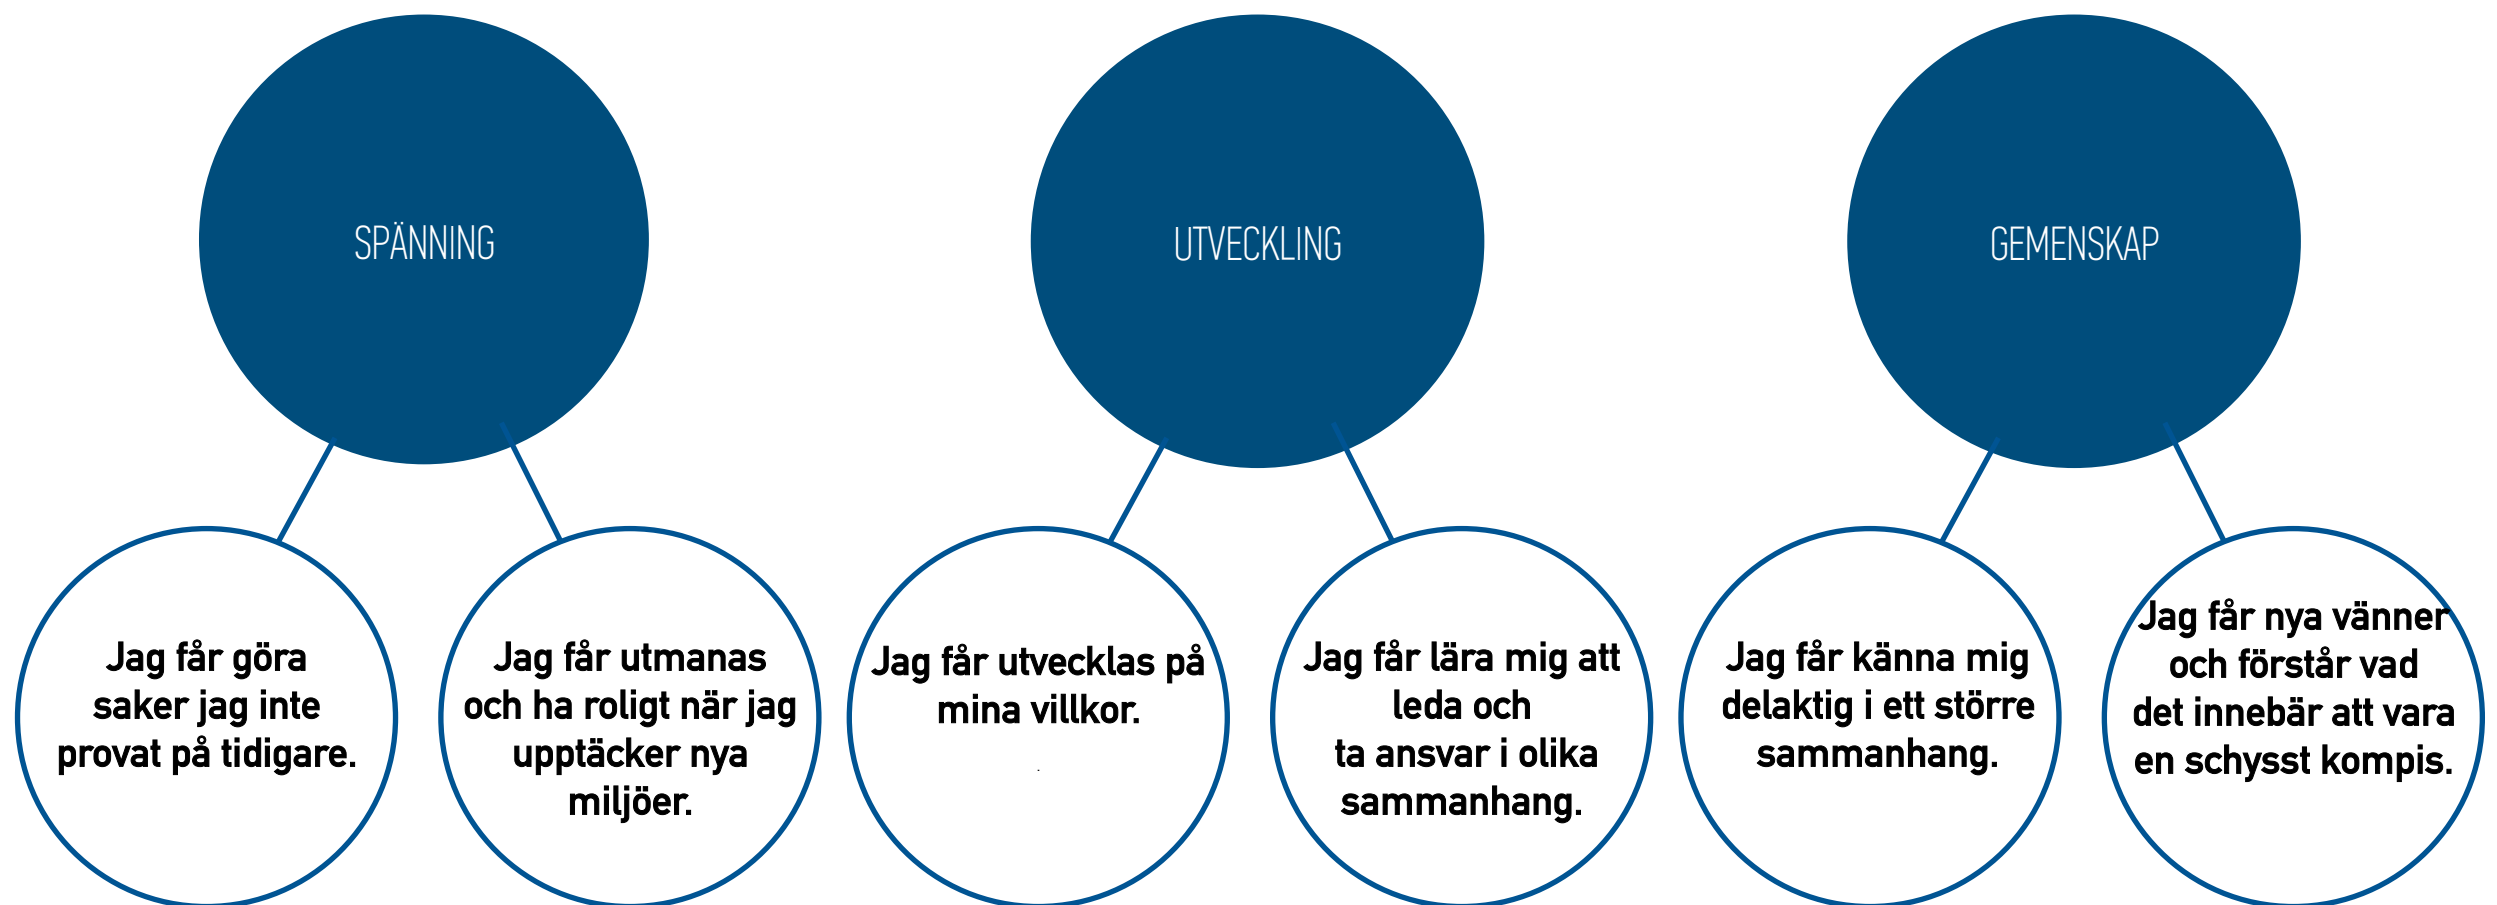 SPÄNNING
UTVECKLING
GEMENSKAP
Jag får göra
saker jag inte
provat på tidigare.
Jag får utmanas
och ha roligt när jag
upptäcker nya
miljöer.
Jag får utvecklas på
mina villkor.
.
Jag får lära mig att
leda och
ta ansvar i olika
sammanhang.
Jag får känna mig
delaktig i ett större
sammanhang.
Jag får nya vänner
och förstår vad
det innebär att vara
en schysst kompis.